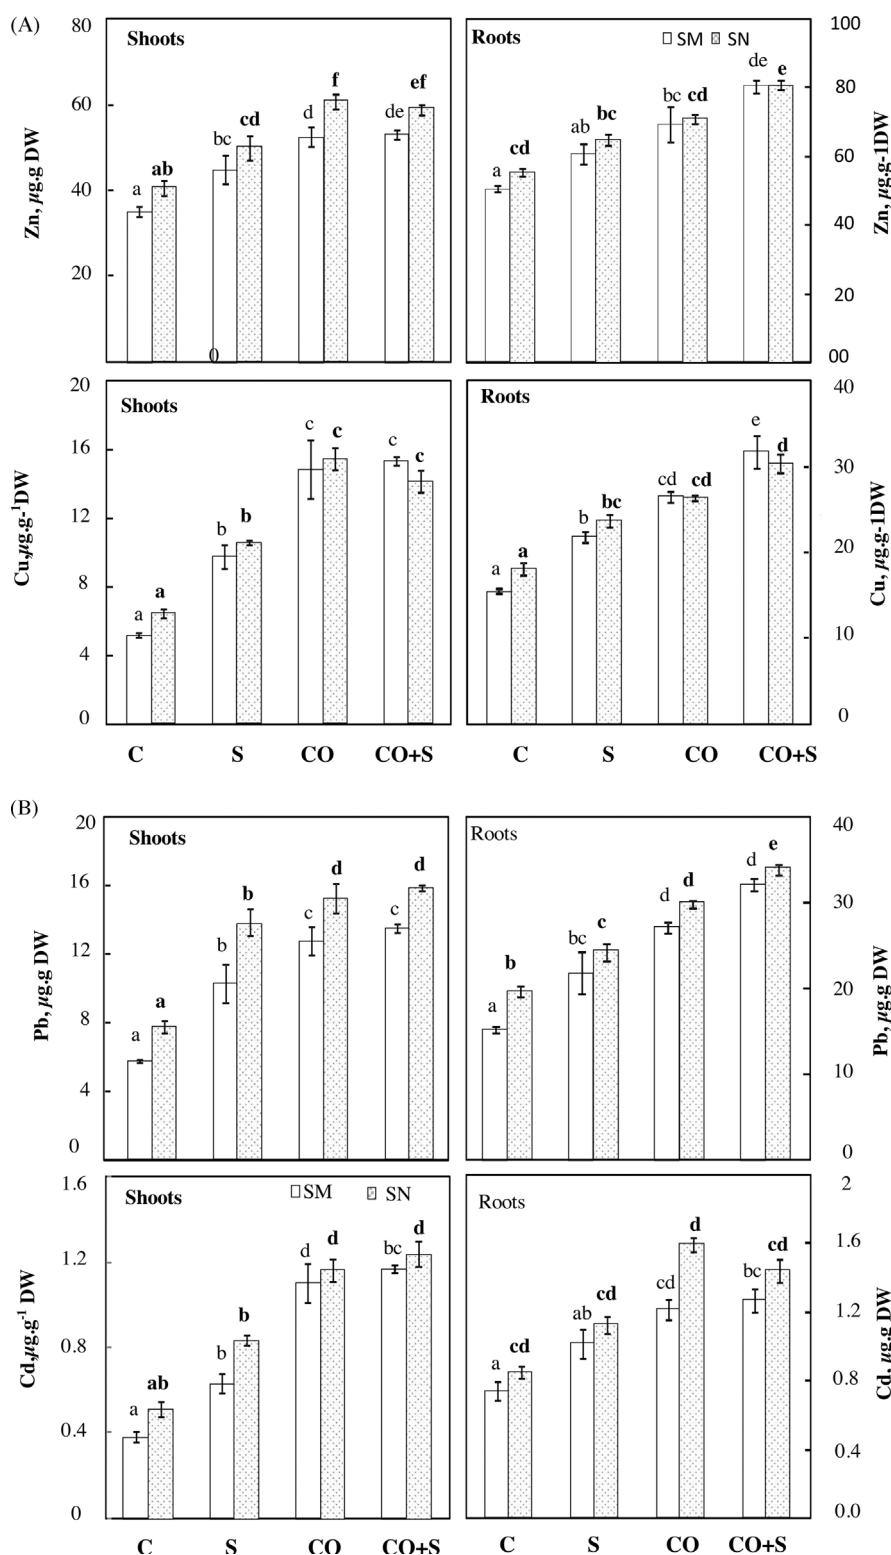 (A)
80
60
40
20
0
Zn, µg.g DW
Shoots
a
ab
bc
cd
d
f
de
ef
Roots
SM
SN
a
cd
ab
bc
bc
cd
de
e
100
80
60
40
20
00
Zn, µg.g-1DW
20
16
12
8
4
0
Cu,µg.g-1DW
Shoots
a
a
b
b
c
c
c
c
Roots
a
a
b
bc
cd
cd
e
d
40
30
20
10
0
Cu, µg.g-1DW
C
S
CO
CO+S
C
S
CO
CO+S
(B)
20
16
12
8
4
0
Pb, µg.g DW
Shoots
a
a
b
b
c
d
c
d
Roots
a
b
bc
c
d
d
d
e
40
30
20
10
0
Pb, µg.g DW
1.6
1.2
0.8
0.4
0
Cd,µg.g-1 DW
Shoots
SM
SN
a
ab
b
b
d
d
bc
d
Roots
a
cd
ab
cd
cd
d
bc
cd
2
1.6
1.2
0.8
0.4
0.0
Cd, µg.g DW
C
S
CO
CO+S
C
S
CO
CO+S